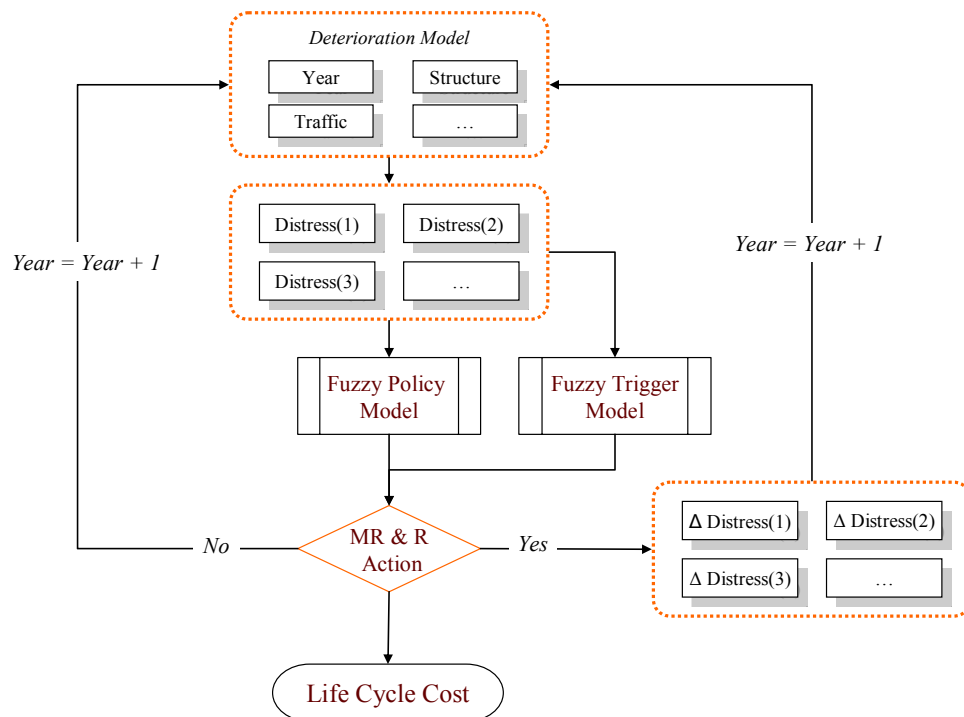 Deterioration Model
Year
Structure
Traffic
…
Distress(1)
Distress(2)
Year = Year + 1
Year = Year + 1
Distress(3)
…
Fuzzy Policy
Model
Fuzzy Trigger
Model
Δ Distress(1)
Δ Distress(2)
MR & R
Action
No
Yes
Δ Distress(3)
…
Life Cycle Cost